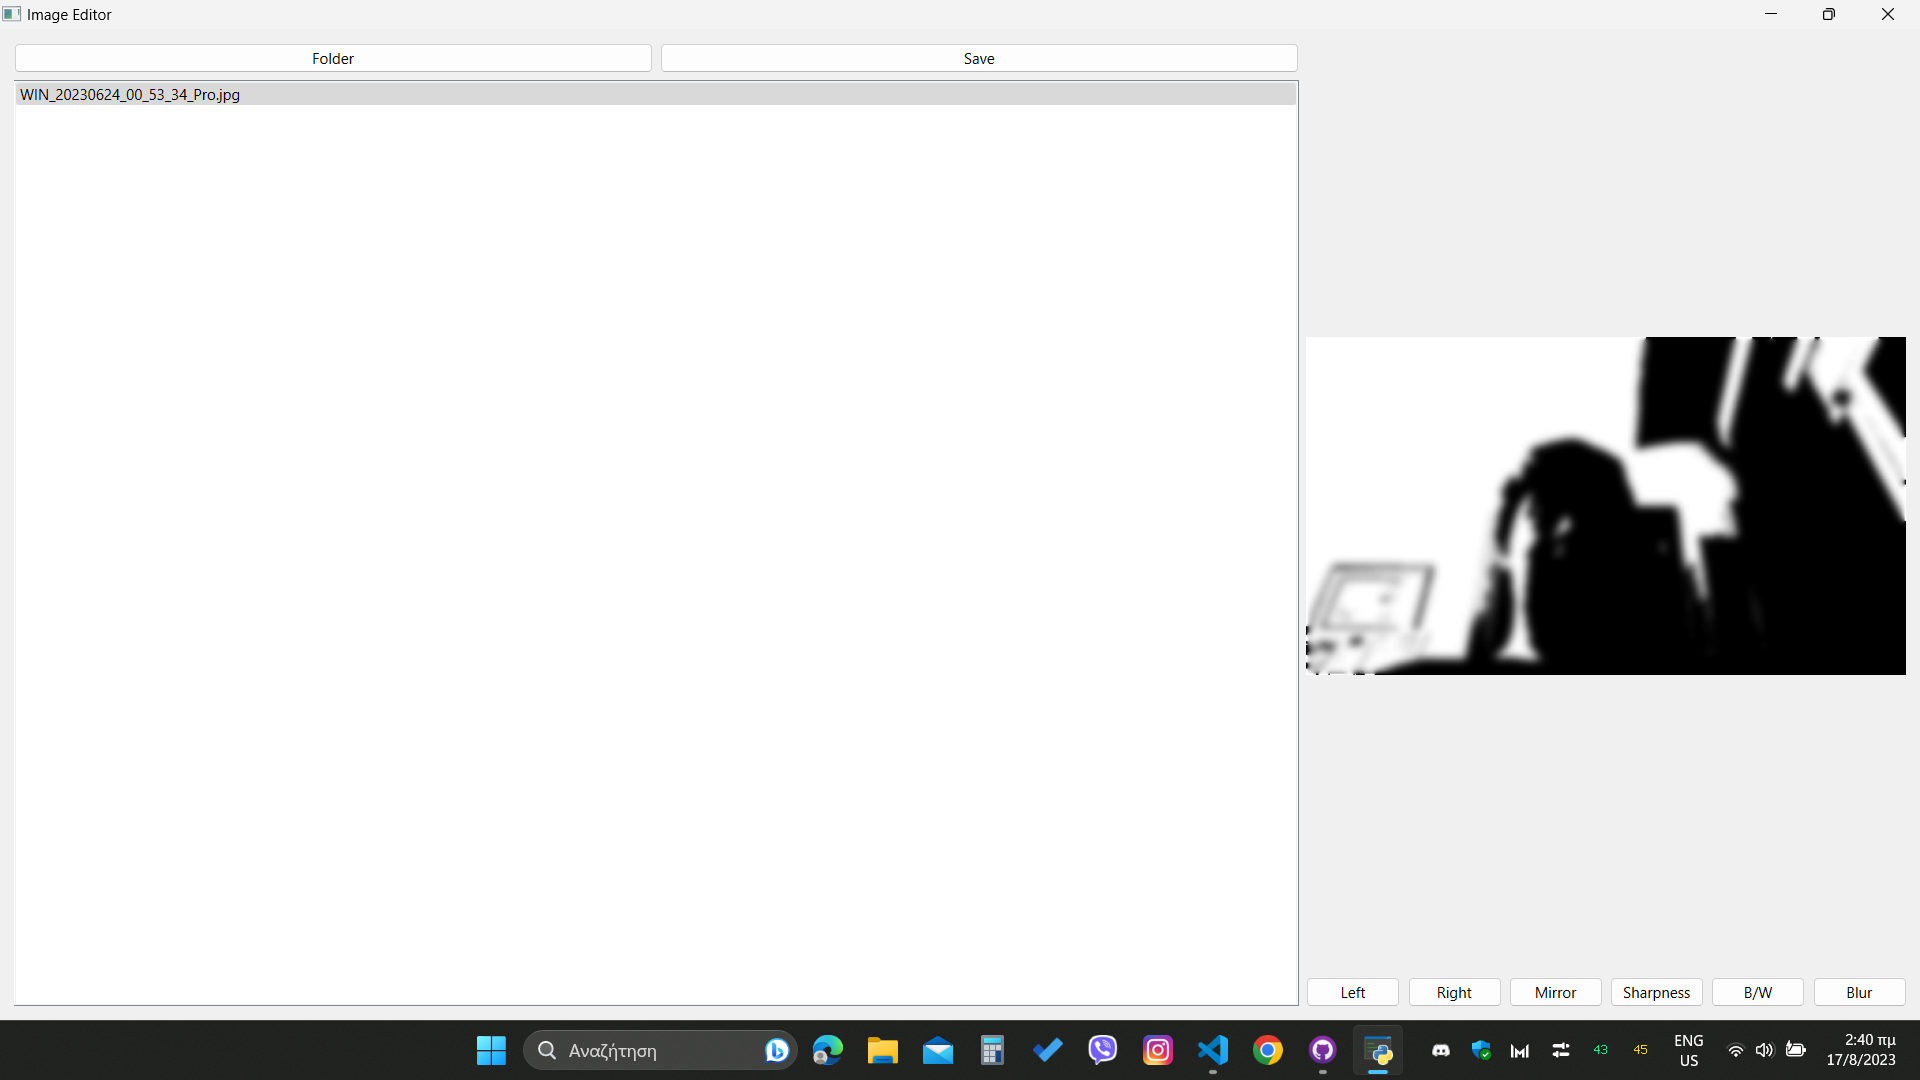 Image Editor
Folder
Save
WIN_20230624_00_53_34_Pro.jpg
Left
Right
Mirror
Sharpness
B/W
Blur
Αναζήτηση
43
45
ENG
US
2:40 πμ
17/8/2023